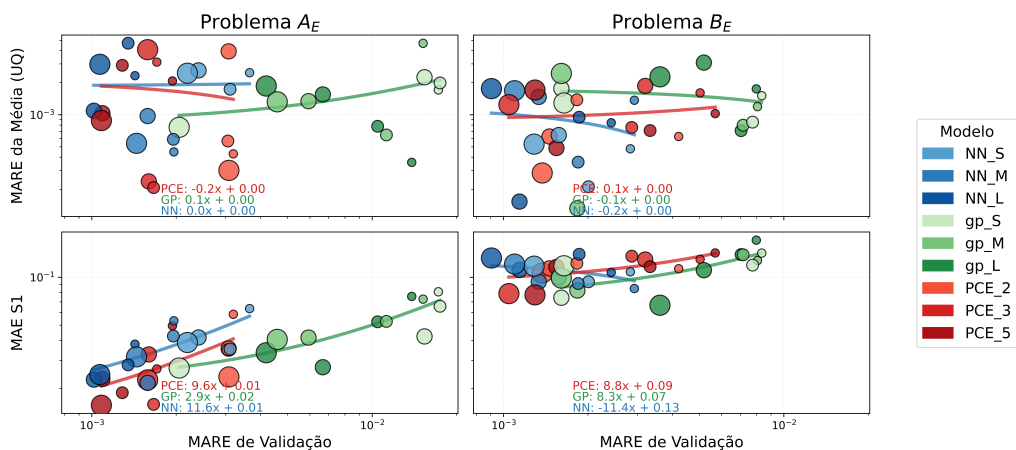 Problema A_E
Problema B_E
MARE da Média (UQ)
10⁻³
PCE: -0.2x + 0.00
GP: 0.1x + 0.00
NN: 0.0x + 0.00
PCE: 0.1x + 0.00
GP: -0.1x + 0.00
NN: -0.2x + 0.00
MAE S1
10⁻¹
PCE: 9.6x + 0.01
GP: 2.9x + 0.02
NN: 11.6x + 0.01
PCE: 8.8x + 0.09
GP: 8.3x + 0.07
NN: -11.4x + 0.13
10⁻³
10⁻²
10⁻³
10⁻²
MARE de Validação
MARE de Validação
Modelo
NN_S
NN_M
NN_L
gp_S
gp_M
gp_L
PCE_2
PCE_3
PCE_5